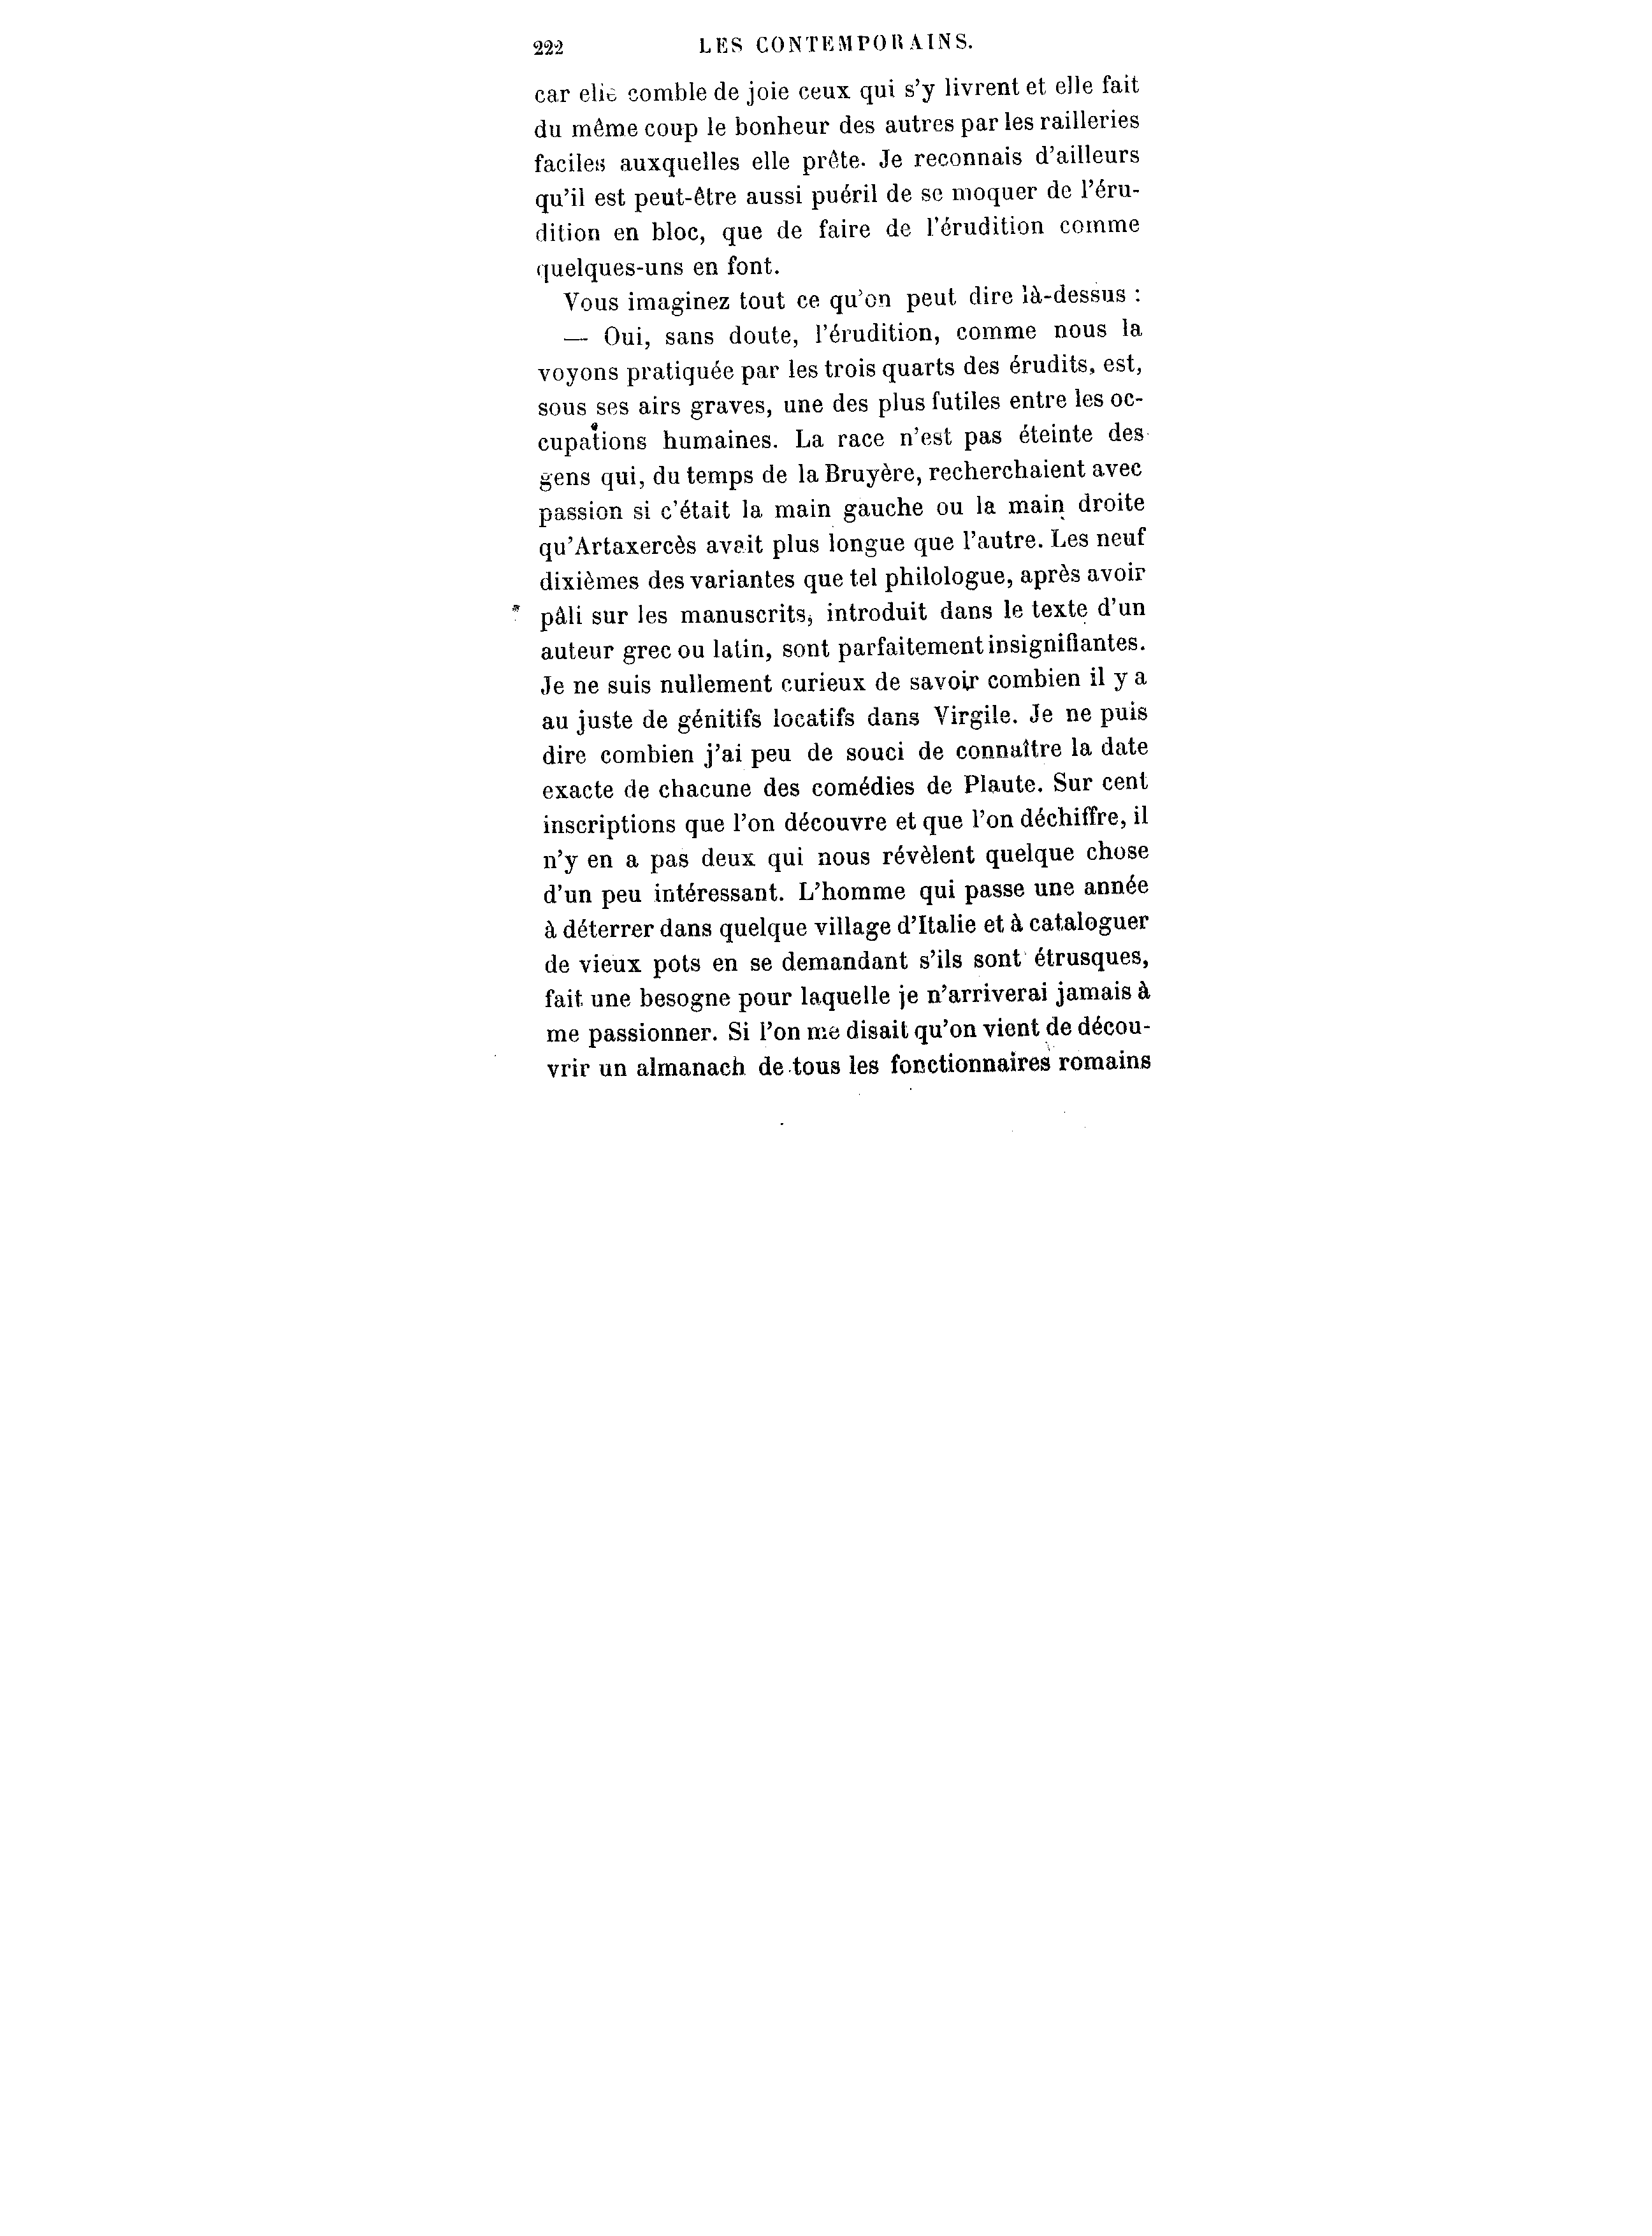 222 LES CONTEMPORAINS.
car elle comble de joie ceux qui s'y livrent et elle fait
du même coup le bonheur des autres par les railleries
faciles auxquelles elle prête. Je reconnais d'ailleurs
qu'il est peut-être aussi puéril de se moquer de l'éru-
dition en bloc, que de faire de l'érudition comme
quelques-uns en font.
Vous imaginez tout ce qu'on peut dire là-dessus :
— Oui, sans doute, l'érudition, comme nous la
voyons pratiquée par les trois quarts des érudits, est,
sous ses airs graves, une des plus futiles entre les oc-
cupations humaines. La race n'est pas éteinte des
gens qui, du temps de la Bruyère, recherchaient avec
passion si c'était la main gauche ou la main droite
qu'Artaxercès avait plus longue que l'autre. Les neuf
dixièmes des variantes que tel philologue, après avoir
pâli sur les manuscrits, introduit dans le texte d'un
auteur grec ou latin, sont parfaitement insignifiantes.
Je ne suis nullement curieux de savoir combien il y a
au juste de génitifs locatifs dans Virgile. Je ne puis
dire combien j'ai peu de souci de connaître la date
exacte de chacune des comédies de Plaute. Sur cent
inscriptions que l'on découvre et que l'on déchiffre, il
n'y en a pas deux qui nous révèlent quelque chose
d'un peu intéressant. L'homme qui passe une année
à déterrer dans quelque village d'Italie et à cataloguer
de vieux pots en se demandant s'ils sont étrusques,
fait une besogne pour laquelle je n'arriverai jamais à
me passionner. Si l'on me disait qu'on vient de décou-
vrir un almanach de tous les fonctionnaires romains